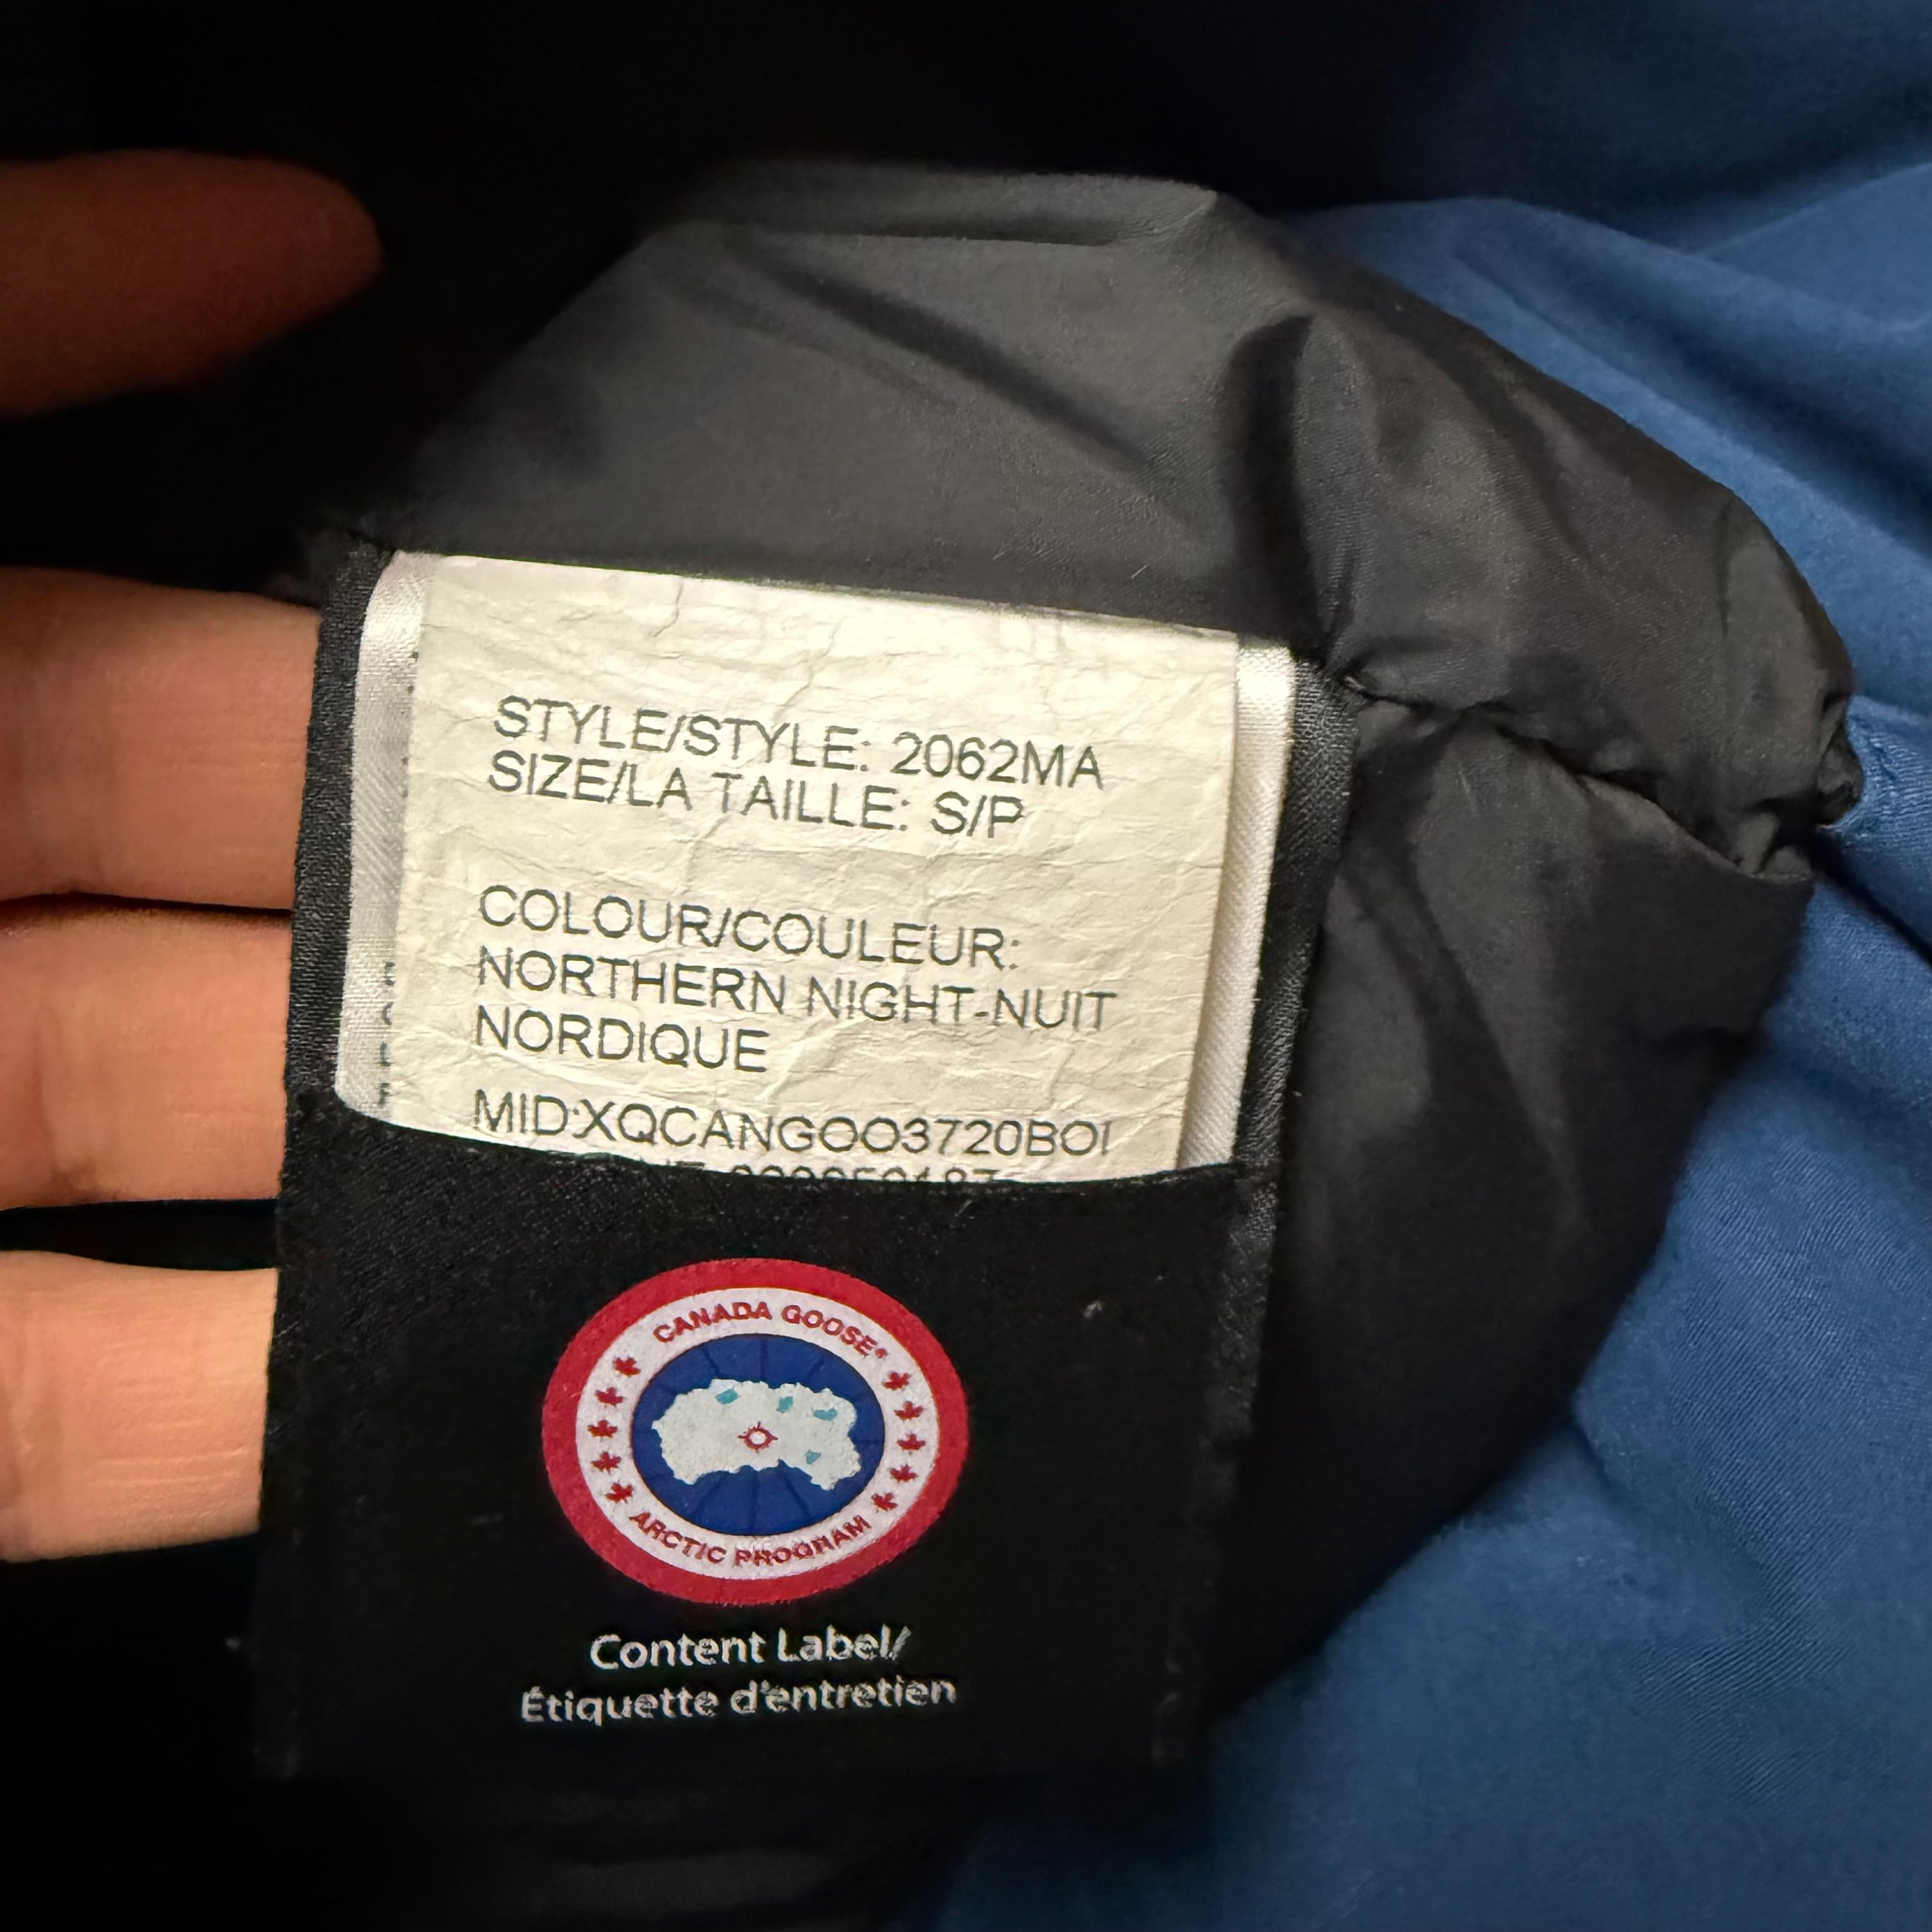 STYLE/STYLE: 2062MA
SIZE/LA TAILLE: S/P
COLOUR/COULEUR:
NORTHERN NIGHT-NUIT
NORDIQUE
MID:XQCANGOO3720BOI
CANADA GOOSE®
ARCTIC PROGRAM
Content Label/
Étiquette d'entretien